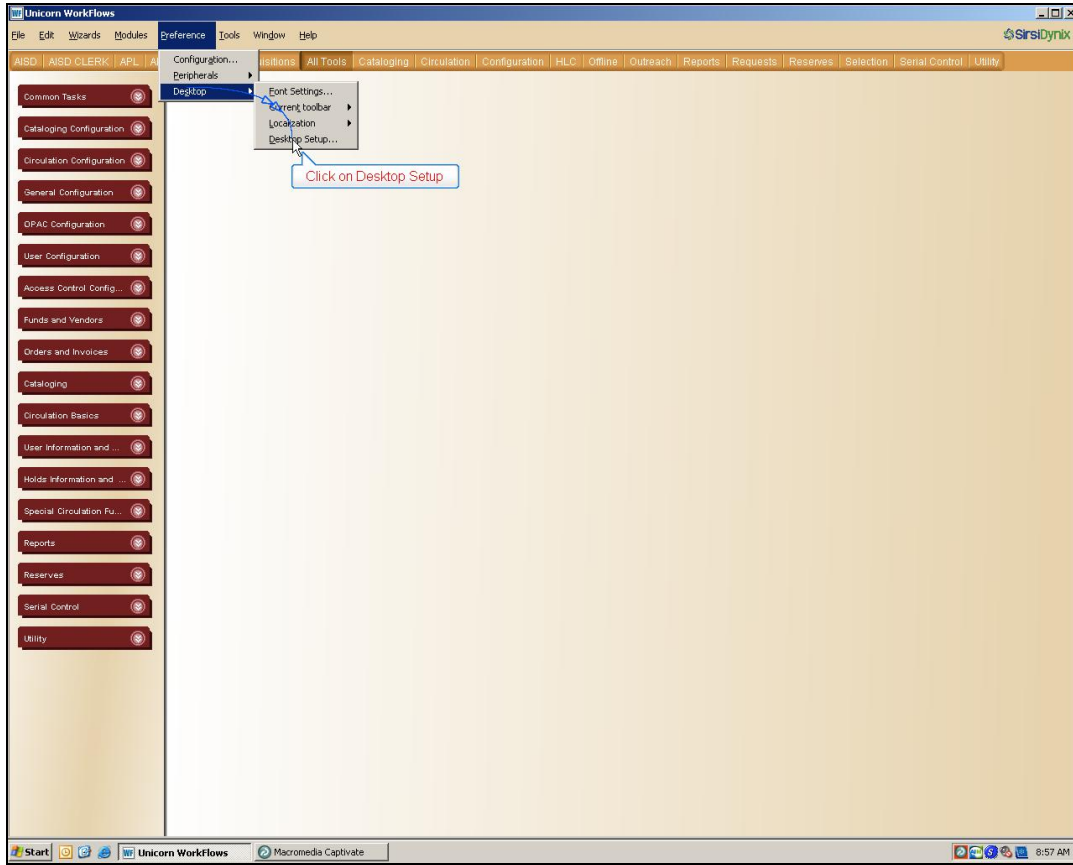 Unicorn WorkFlows
File Edit Wizards Modules Preference Tools Window Help
SirsiDynix
AISD AISD CLERK APL All Tools Cataloging Circulation Configuration HLC Offline Outreach Reports Requests Reserves Selection Serial Control Utility
Configuration...
Peripherals
Desktop
Font Settings...
Current toolbar
Localization
Desktop Setup...
Click on Desktop Setup
Common Tasks
Cataloging Configuration
Circulation Configuration
General Configuration
OPAC Configuration
User Configuration
Access Control Config...
Funds and Vendors
Orders and Invoices
Cataloging
Circulation Basics
User Information and ...
Holds Information and ...
Special Circulation Fu...
Reports
Reserves
Serial Control
Utility
Start
Unicorn WorkFlows
Macromedia Captivate
8:57 AM